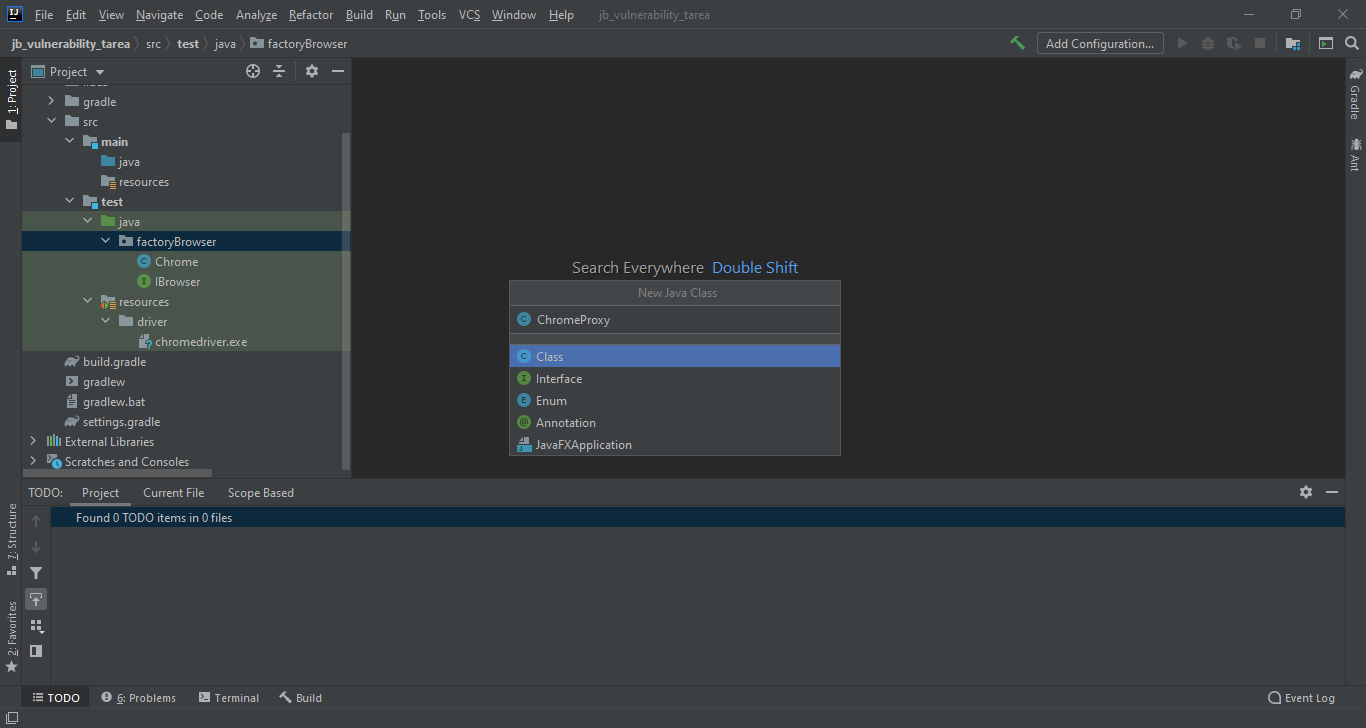 File Edit View Navigate Code Analyze Refactor Build Run Tools VCS Window Help jb_vulnerability_tarea
jb_vulnerability_tarea src test java factoryBrowser Add Configuration...
1: Project
Project
gradle
src
main
java
resources
test
java
factoryBrowser
Chrome
IBrowser
resources
driver
chromedriver.exe
build.gradle
gradlew
gradlew.bat
settings.gradle
External Libraries
Scratches and Consoles
Search Everywhere Double Shift
New Java Class
ChromeProxy
Class
Interface
Enum
Annotation
JavaFXApplication
Gradle
Ant
TODO: Project Current File Scope Based
Found 0 TODO items in 0 files
7: Structure
2: Favorites
TODO 6: Problems Terminal Build Event Log